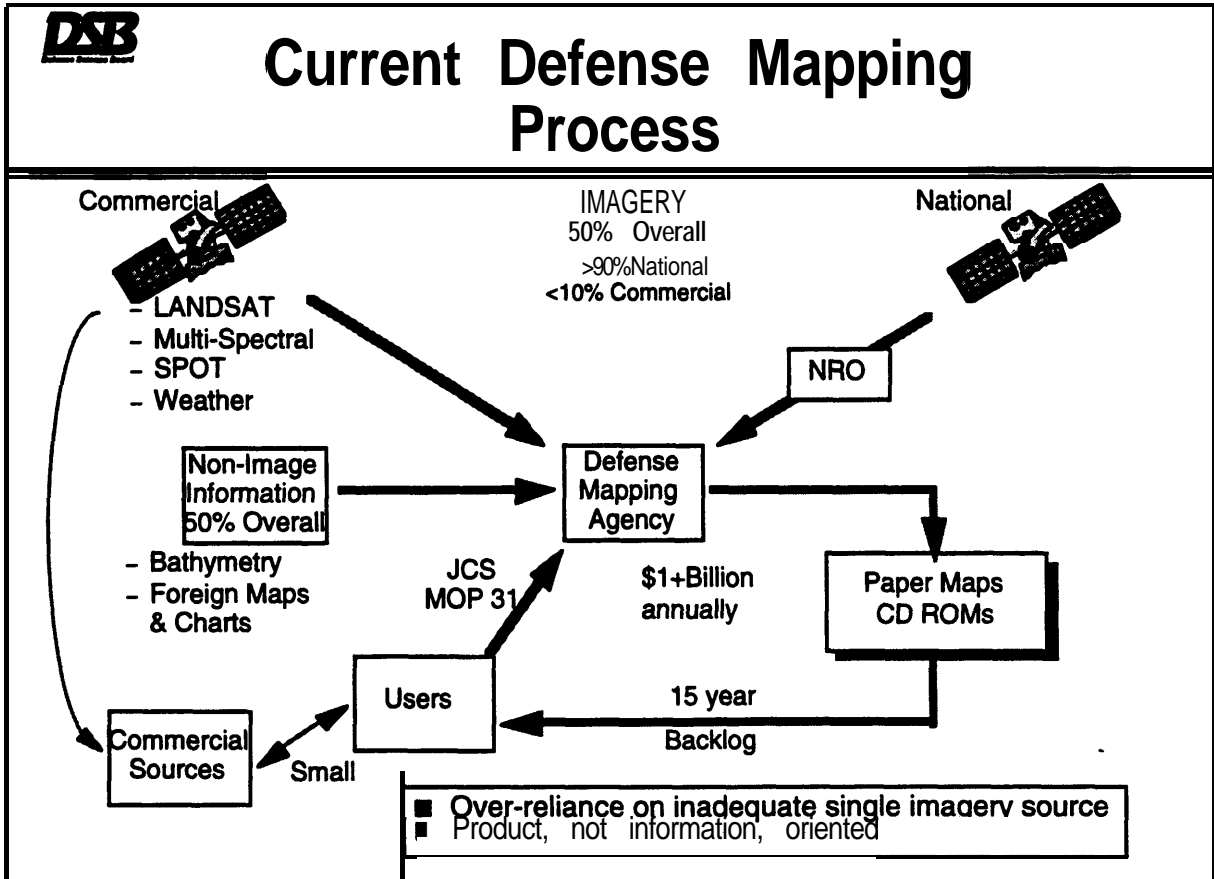 DSB
Defense Science Board
Current Defense Mapping
Process
Commercial
IMAGERY
50% Overall
>90%National
<10% Commercial
National
– LANDSAT
– Multi-Spectral
– SPOT
– Weather
NRO
Non-Image
Information
50% Overall
Defense
Mapping
Agency
– Bathymetry
– Foreign Maps
& Charts
JCS
MOP 31
$1+Billion
annually
Paper Maps
CD ROMs
Users
15 year
Backlog
Commercial
Sources
Small
■ Over-reliance on inadequate single imagery source
■ Product, not information, oriented